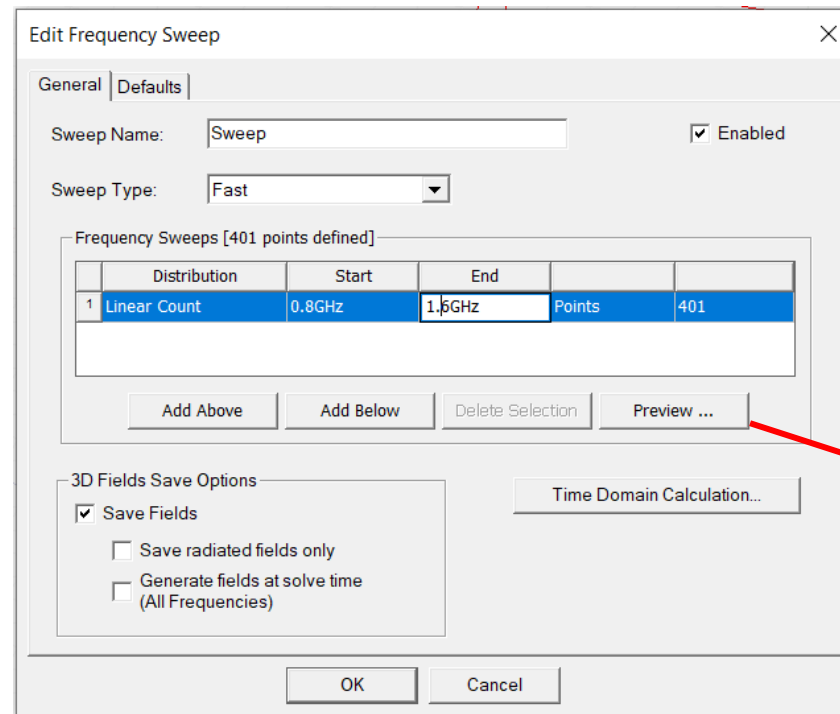 Edit Frequency Sweep
General Defaults
Sweep Name: Sweep Enabled
Sweep Type: Fast
Frequency Sweeps [401 points defined]
Distribution Start End
1 Linear Count 0.8GHz 1.6GHz Points 401
Add Above Add Below Delete Selection Preview ...
3D Fields Save Options
Time Domain Calculation...
Save Fields
Save radiated fields only
Generate fields at solve time
(All Frequencies)
OK Cancel